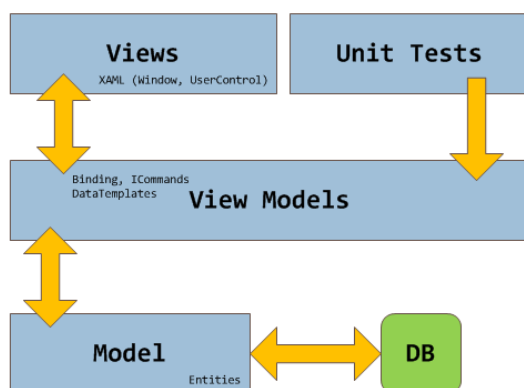 Views
XAML (Window, UserControl)
Unit Tests
Binding, ICommands
DataTemplates
View Models
Model
Entities
DB